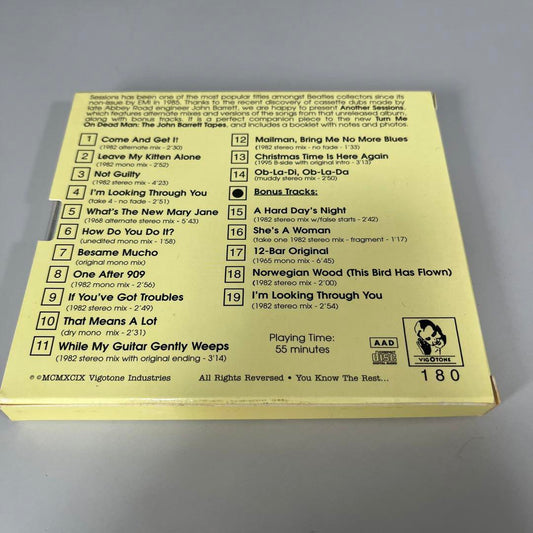 Sessions has been one of the most popular titles amongst Beatles collectors since its
non-issue by EMI in 1985. Thanks to the recent discovery of cassette dubs made by
late Abbey Road engineer John Barrett, we are happy to present Another Sessions,
which features alternate mixes and versions of the songs from that unreleased album,
along with bonus tracks. It is a perfect companion piece to the new Turn Me
On Dead Man: The John Barrett Tapes, and includes a booklet with notes and photos.
1 Come And Get It
(1982 alternate mix - 2'30)
2 Leave My Kitten Alone
(1982 mono mix - 2'52)
3 Not Guilty
(1982 stereo mix - 4'23)
4 I'm Looking Through You
(take 4 - no fade - 2'51)
5 What's The New Mary Jane
(1968 alternate stereo mix - 5'43)
6 How Do You Do It?
(unedited mono mix - 1'58)
7 Besame Mucho
(original mono mix)
8 One After 909
(1982 mono mix - 2'56)
9 If You've Got Troubles
(1982 stereo mix - 2'49)
10 That Means A Lot
(dry mono mix - 2'31)
11 While My Guitar Gently Weeps
(1982 stereo mix with original ending - 3'14)
12 Mailman, Bring Me No More Blues
(1982 stereo mix - no fade - 1'33)
13 Christmas Time Is Here Again
(1995 B-side with original intro - 3'13)
14 Ob-La-Di, Ob-La-Da
(muddy stereo mix - 2'50)
Bonus Tracks:
15 A Hard Day's Night
(1982 stereo mix w/false starts - 2'42)
16 She's A Woman
(take one 1982 stereo mix - fragment - 1'17)
17 12-Bar Original
(1965 mono mix - 6'45)
18 Norwegian Wood (This Bird Has Flown)
(1982 stereo mix - 2'00)
19 I'm Looking Through You
(1982 stereo mix - 2'54)
Playing Time:
55 minutes
AAD
VIGOTONE
180
℗©MCMXCIX Vigotone Industries All Rights Reversed • You Know The Rest...